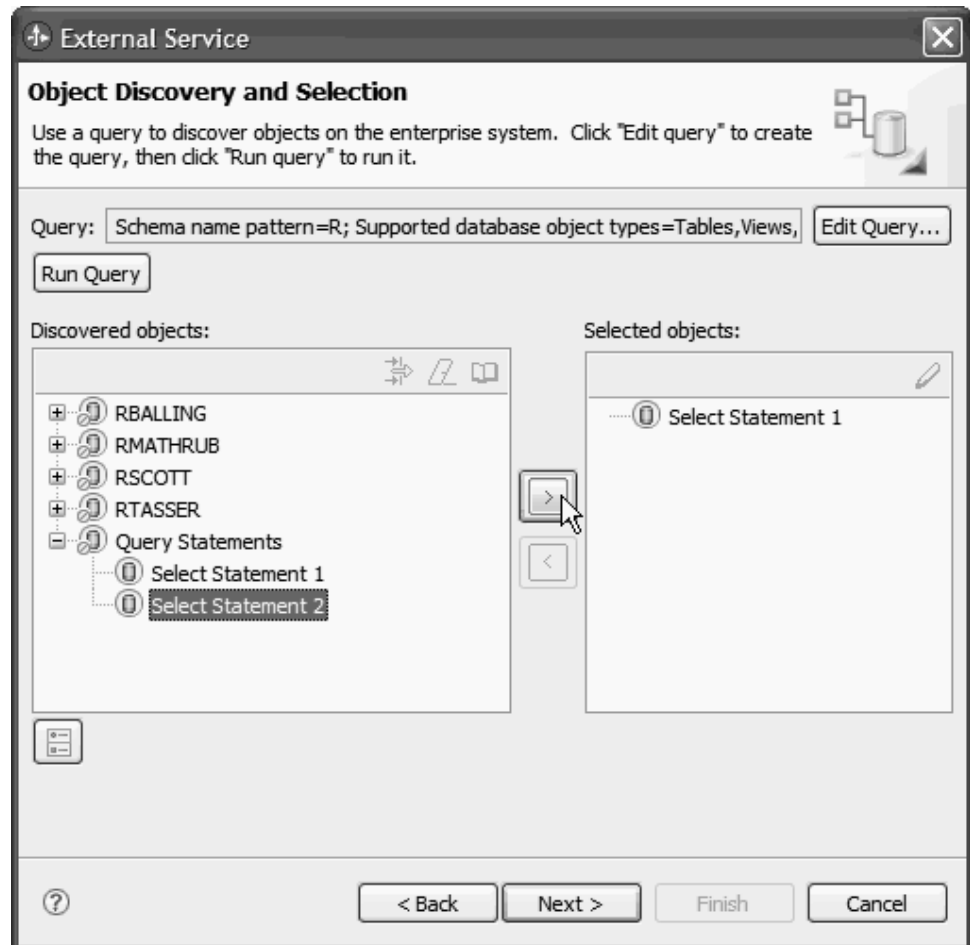 External Service
Object Discovery and Selection
Use a query to discover objects on the enterprise system.  Click "Edit query" to create
the query, then click "Run query" to run it.
Query: Schema name pattern=R; Supported database object types=Tables,Views, Edit Query...
Run Query
Discovered objects:
Selected objects:
RBALLING
RMATHRUB
RSCOTT
RTASSER
Query Statements
Select Statement 1
Select Statement 2
>
<
Select Statement 1
? < Back Next > Finish Cancel